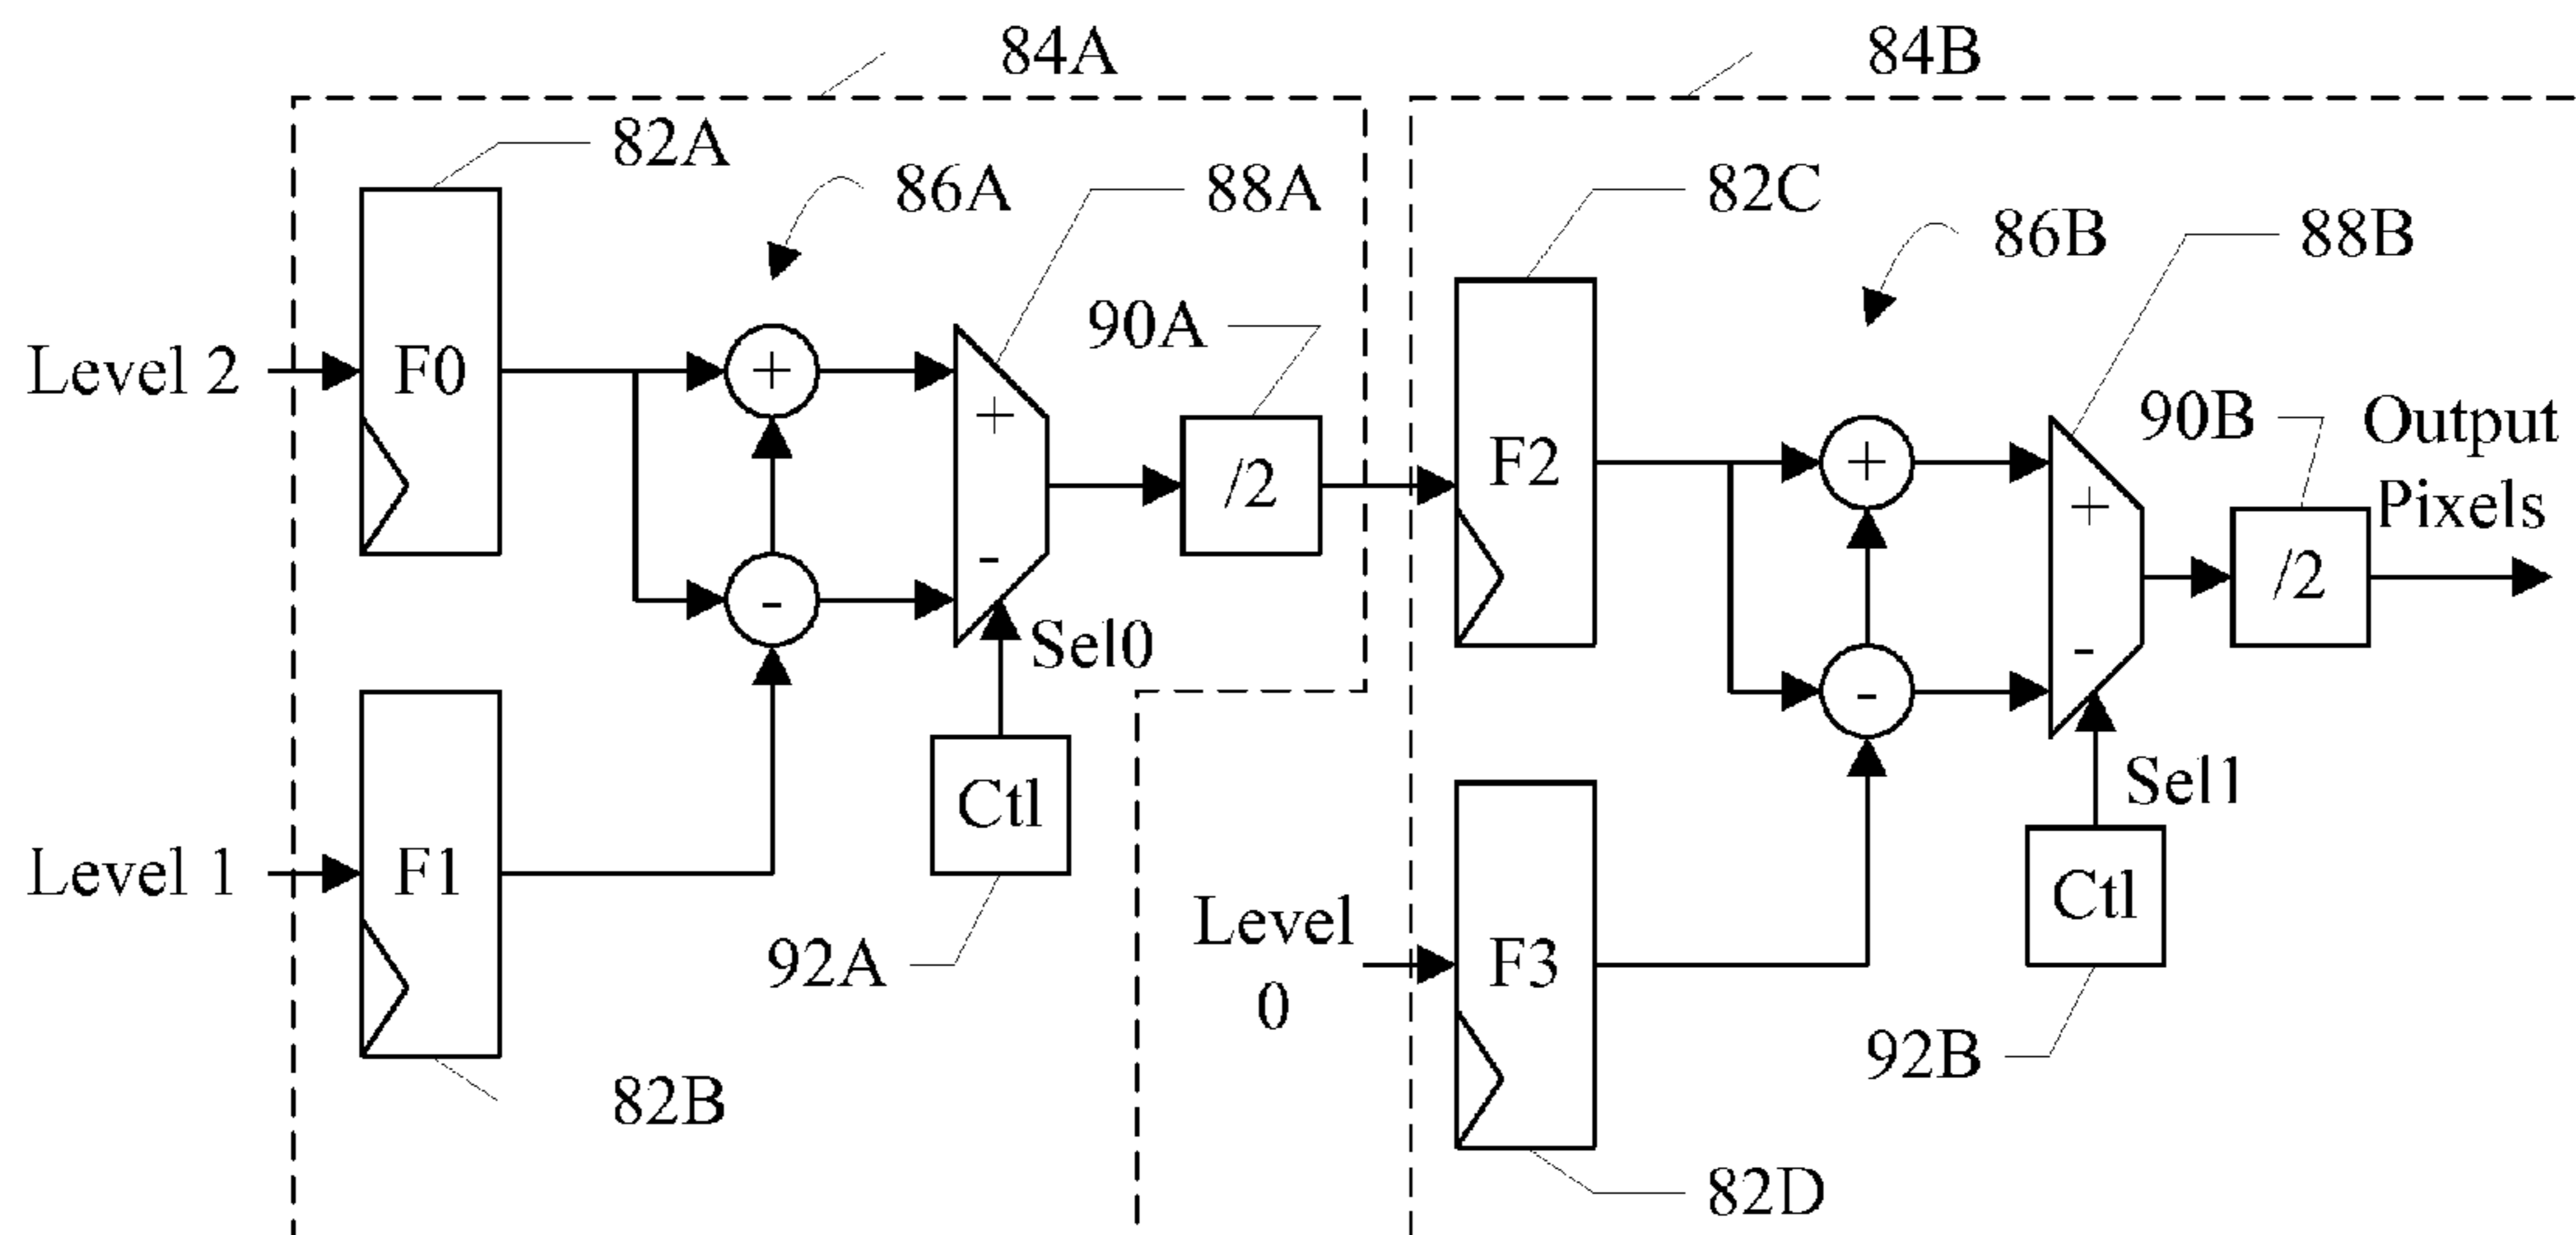 84A
84B
82A
86A
88A
82C
86B
88B
90A
90B
Output
Pixels
Level 2
F0
+
+
-
-
/2
Sel0
F2
+
+
-
-
/2
Sel1
Level 1
F1
Ctl
92A
82B
Level
0
F3
Ctl
92B
82D